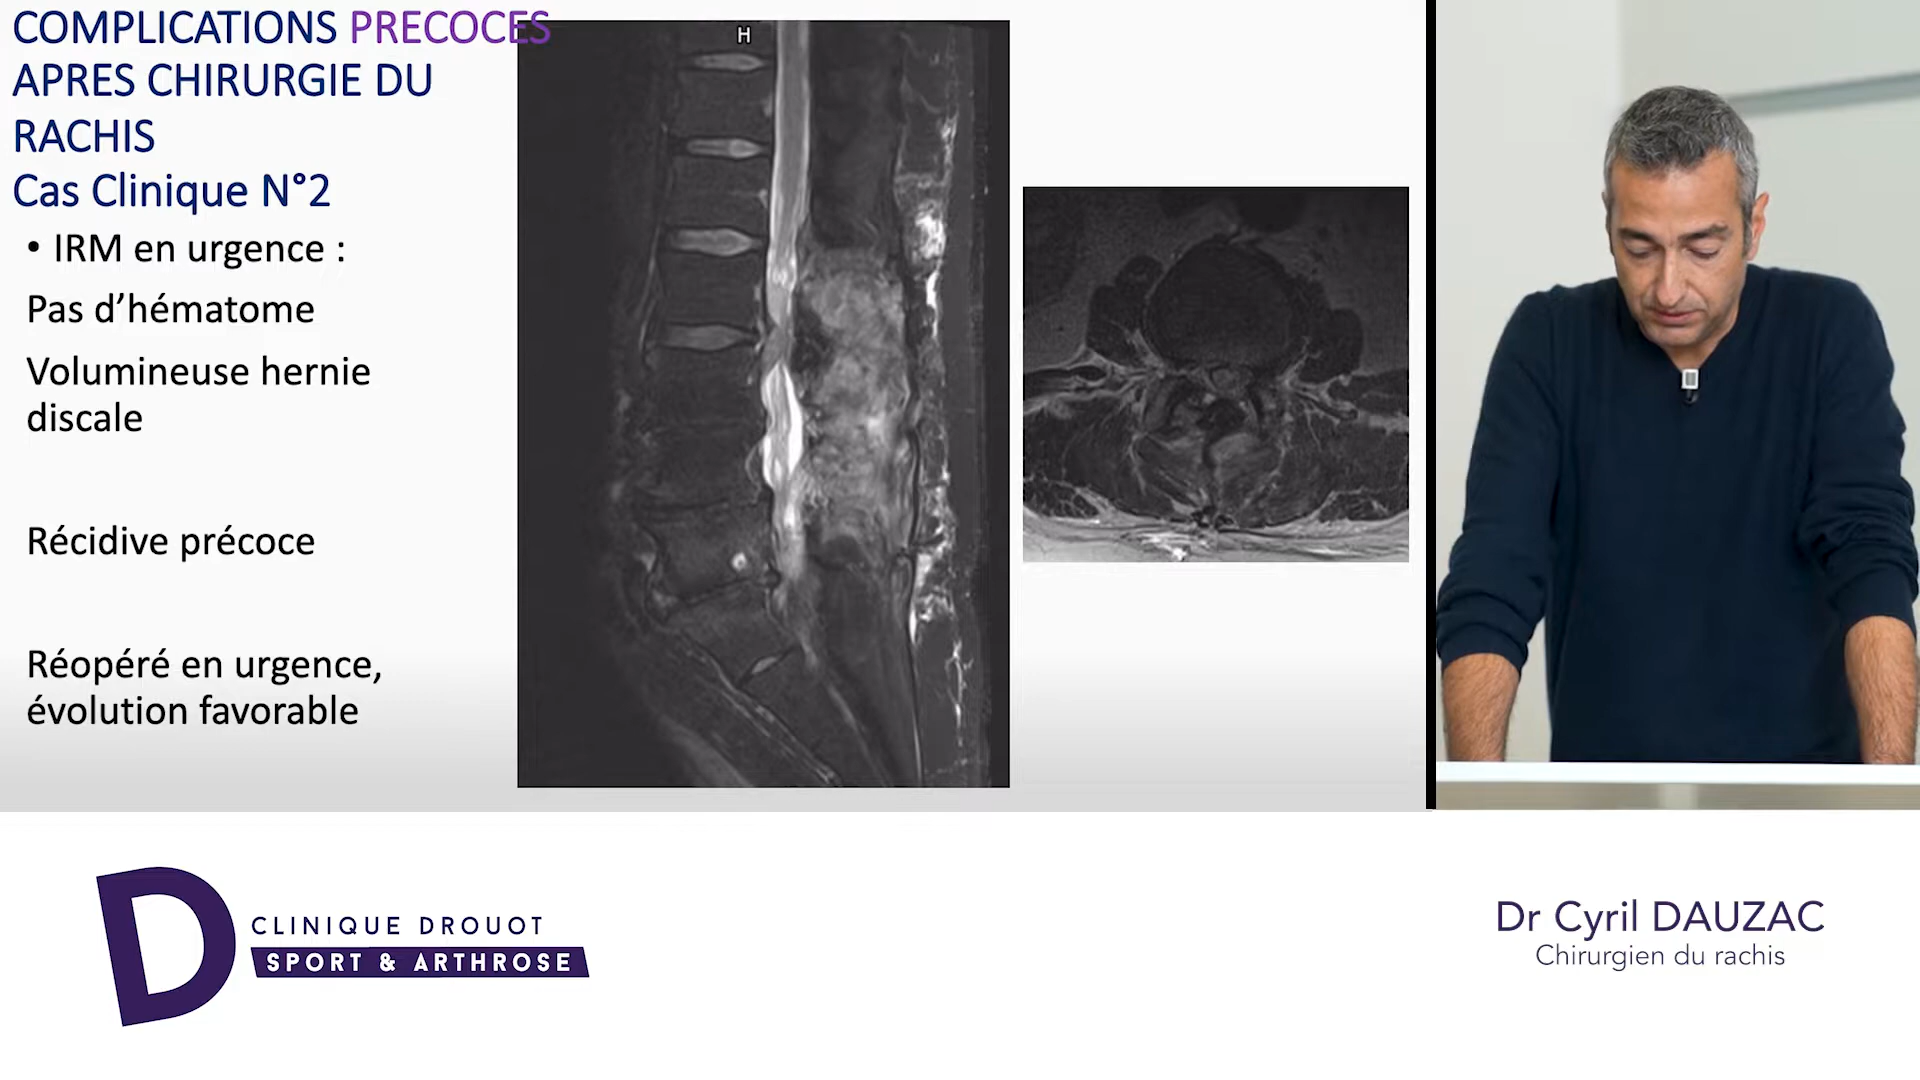 COMPLICATIONS PRECOCES
APRES CHIRURGIE DU
RACHIS
Cas Clinique N°2
• IRM en urgence :
Pas d’hématome
Volumineuse hernie
discale
Récidive précoce
Réopéré en urgence,
évolution favorable
H
D
CLINIQUE DROUOT
SPORT & ARTHROSE
Dr Cyril DAUZAC
Chirurgien du rachis